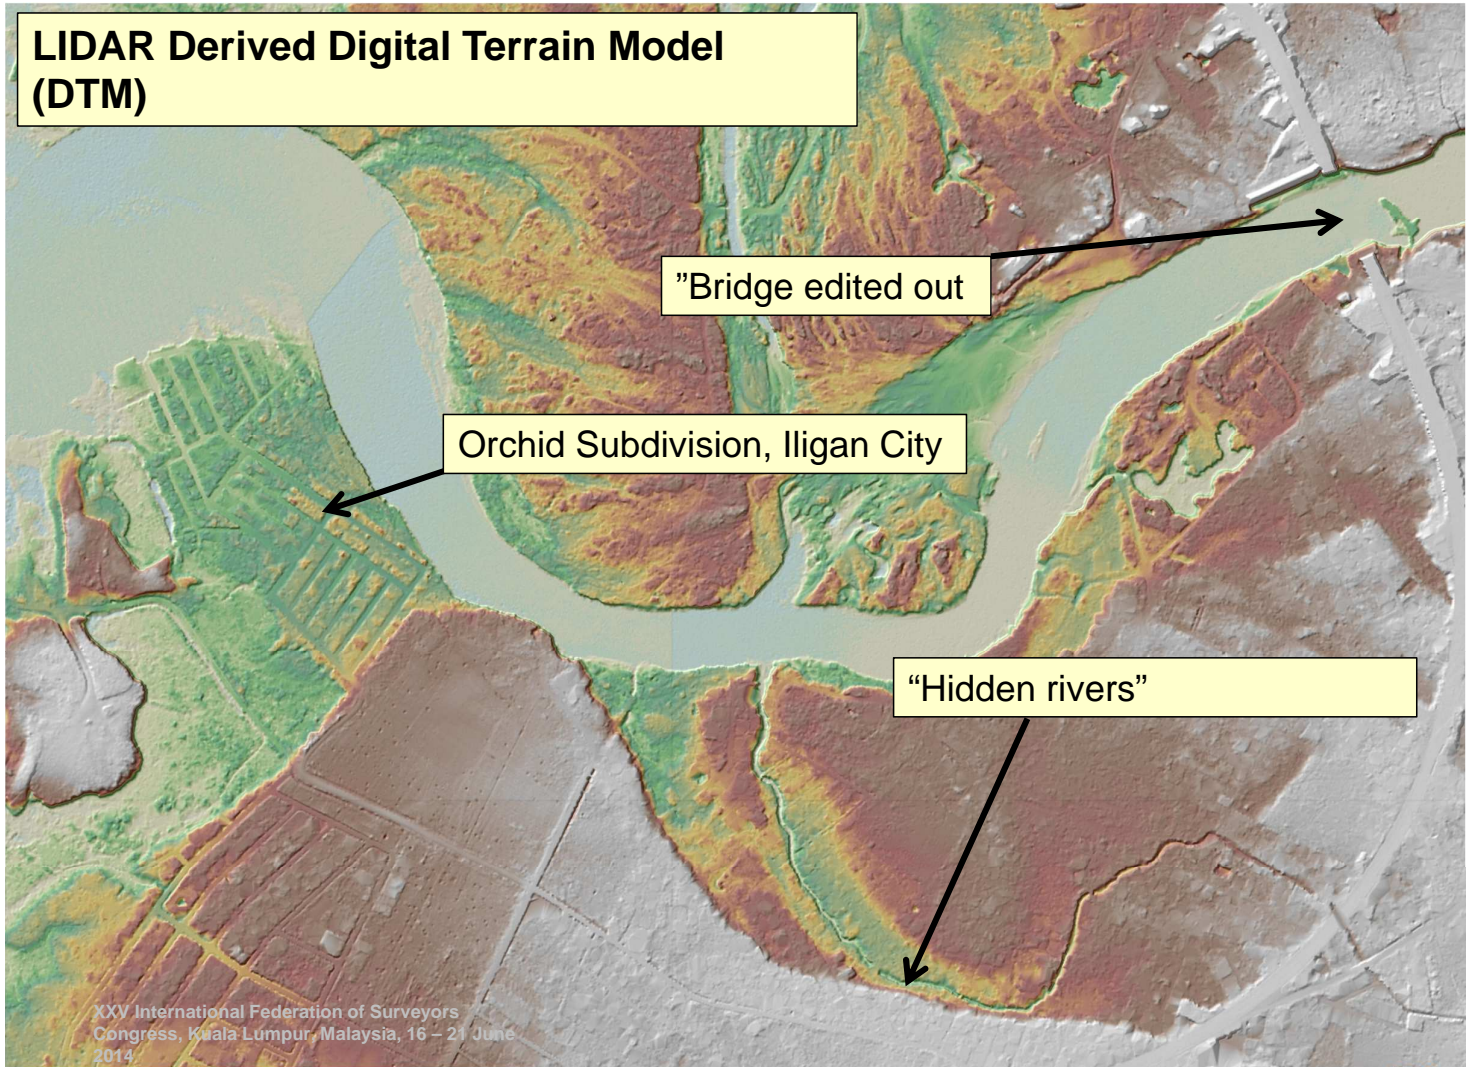 LIDAR Derived Digital Terrain Model
(DTM)
”Bridge edited out
Orchid Subdivision, Iligan City
“Hidden rivers”
XXV International Federation of Surveyors
Congress, Kuala Lumpur, Malaysia, 16 – 21 June
2014